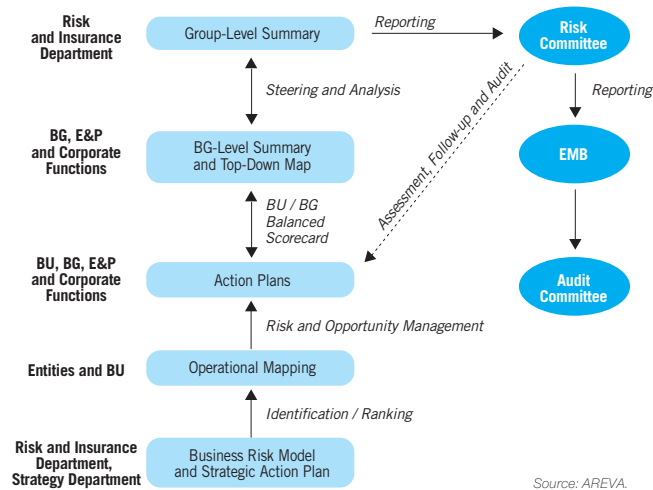 Risk
and Insurance
Department
Group-Level Summary
Reporting
Risk
Committee
Steering and Analysis
Assessment, Follow-up and Audit
Reporting
BG, E&P
and Corporate
Functions
BG-Level Summary
and Top-Down Map
EMB
BU / BG
Balanced
Scorecard
BU, BG, E&P
and Corporate
Functions
Action Plans
Audit
Committee
Risk and Opportunity Management
Entities and BU
Operational Mapping
Identification / Ranking
Risk and Insurance
Department,
Strategy Department
Business Risk Model
and Strategic Action Plan
Source: AREVA.